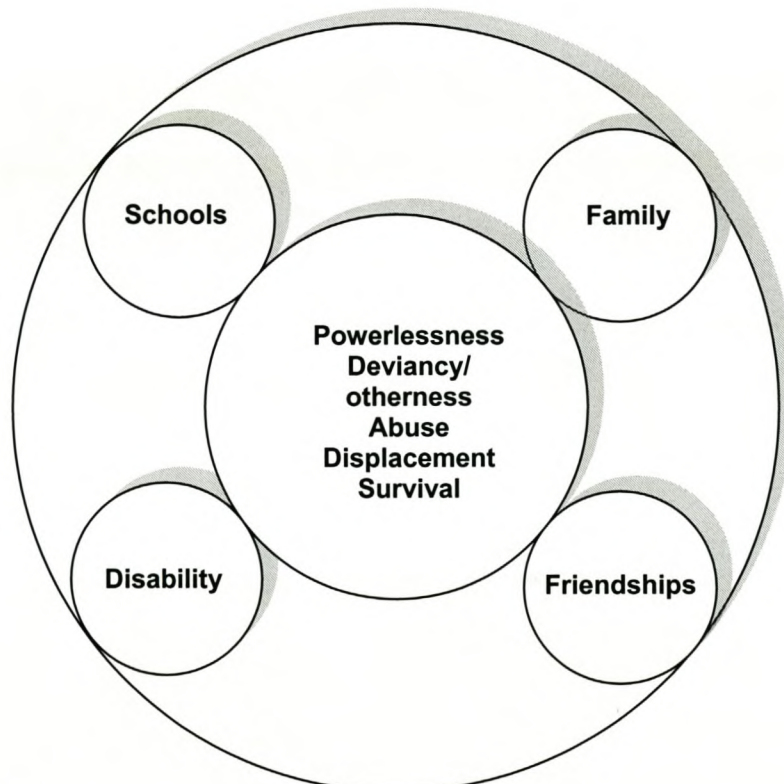 Schools
Family
Powerlessness
Deviancy/
otherness
Abuse
Displacement
Survival
Disability
Friendships